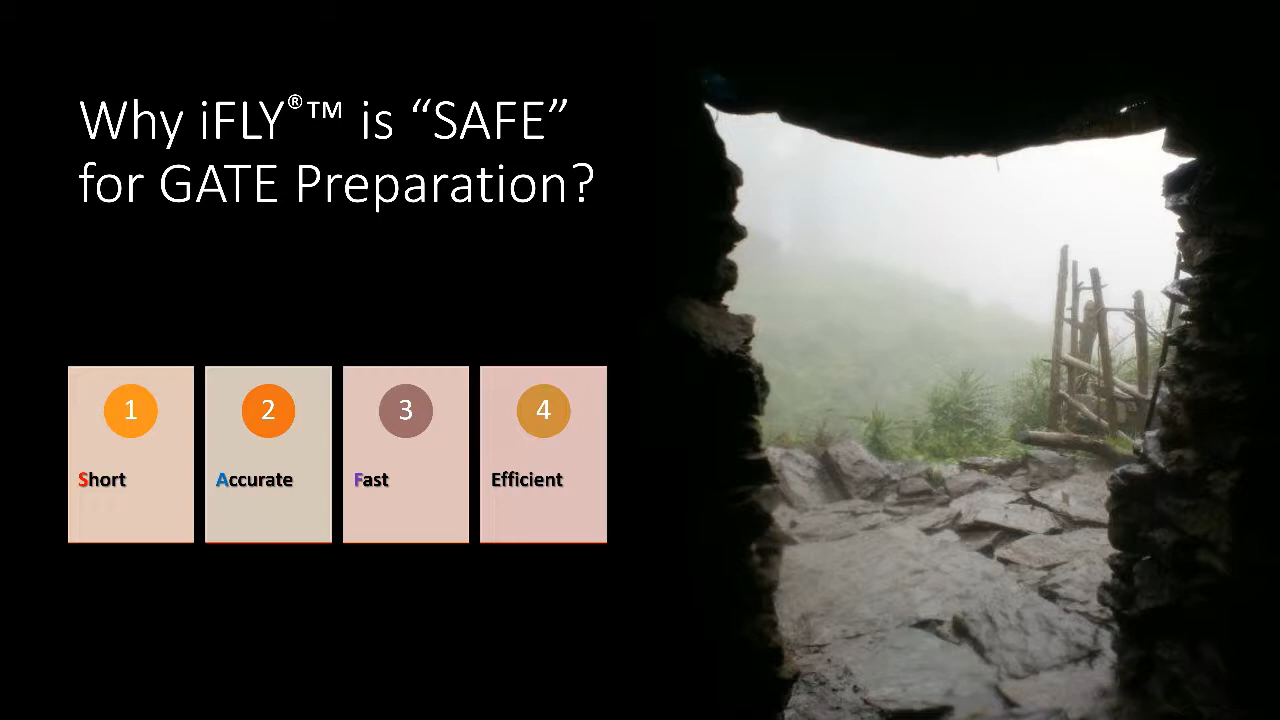 Why iFLY®™ is “SAFE”
for GATE Preparation?
1
2
3
4
Short
Accurate
Fast
Efficient